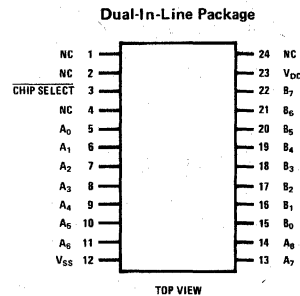 Dual-In-Line Package
NC 1 24 NC
NC 2 23 VDD
CHIP SELECT 3 22 B7
NC 4 21 B6
A0 5 20 B5
A1 6 19 B4
A2 7 18 B3
A3 8 17 B2
A4 9 16 B1
A5 10 15 B0
A6 11 14 A8
VSS 12 13 A7
TOP VIEW